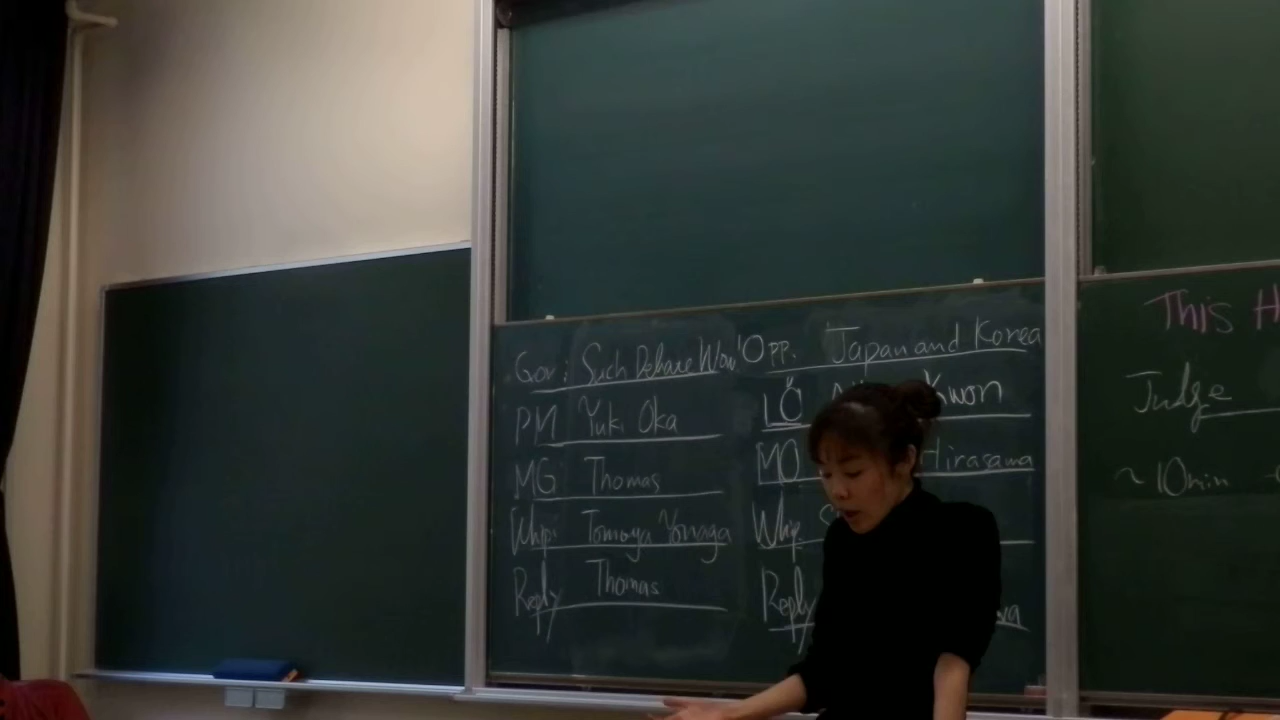 Gov: Such Debate Wow
PM Yuki Oka
MG Thomas
Whip: Tomoya Yonaga
Reply Thomas
Opp. Japan and Korea
LO Kwon
MO Hirasawa
Whip
Reply
This
Judge
~10min